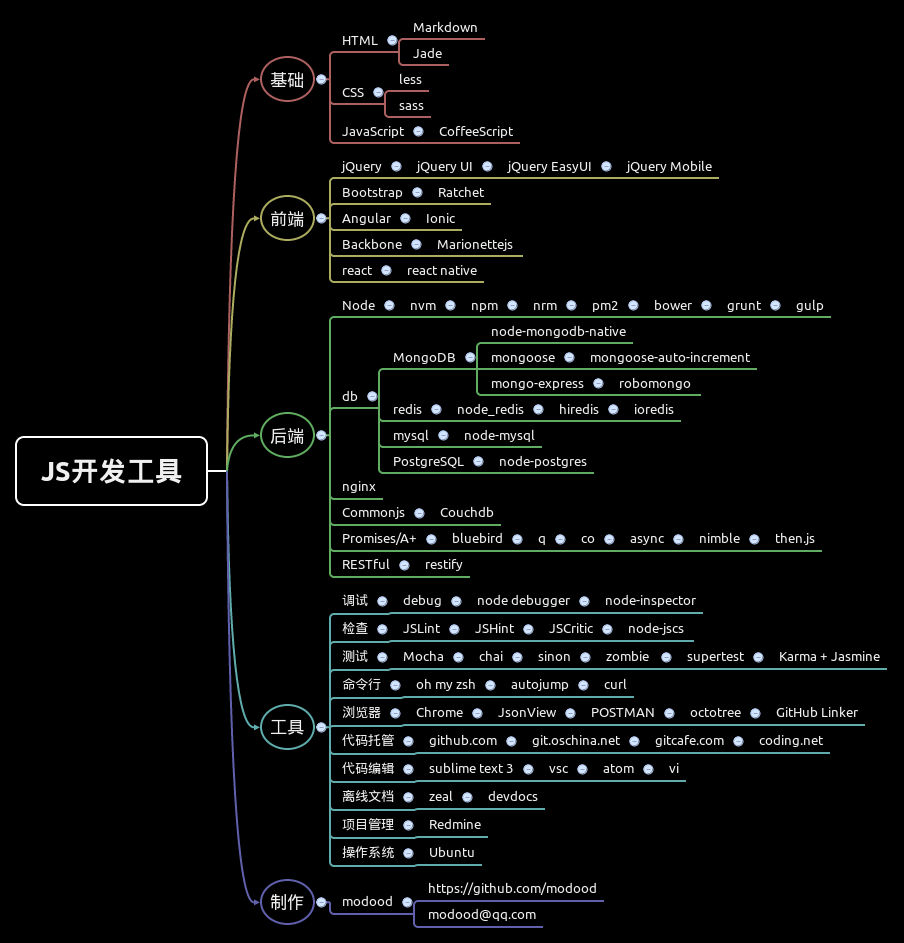 JS开发工具
基础
HTML
Markdown
Jade
CSS
less
sass
JavaScript CoffeeScript
前端
jQuery jQuery UI jQuery EasyUI jQuery Mobile
Bootstrap Ratchet
Angular Ionic
Backbone Marionettejs
react react native
后端
Node nvm npm nrm pm2 bower grunt gulp
db
MongoDB
node-mongodb-native
mongoose mongoose-auto-increment
mongo-express robomongo
redis node_redis hiredis ioredis
mysql node-mysql
PostgreSQL node-postgres
nginx
Commonjs Couchdb
Promises/A+ bluebird q co async nimble then.js
RESTful restify
工具
调试 debug node debugger node-inspector
检查 JSLint JSHint JSCritic node-jscs
测试 Mocha chai sinon zombie supertest Karma + Jasmine
命令行 oh my zsh autojump curl
浏览器 Chrome JsonView POSTMAN octotree GitHub Linker
代码托管 github.com git.oschina.net gitcafe.com coding.net
代码编辑 sublime text 3 vsc atom vi
离线文档 zeal devdocs
项目管理 Redmine
操作系统 Ubuntu
制作
modood
https://github.com/modood
modood@qq.com